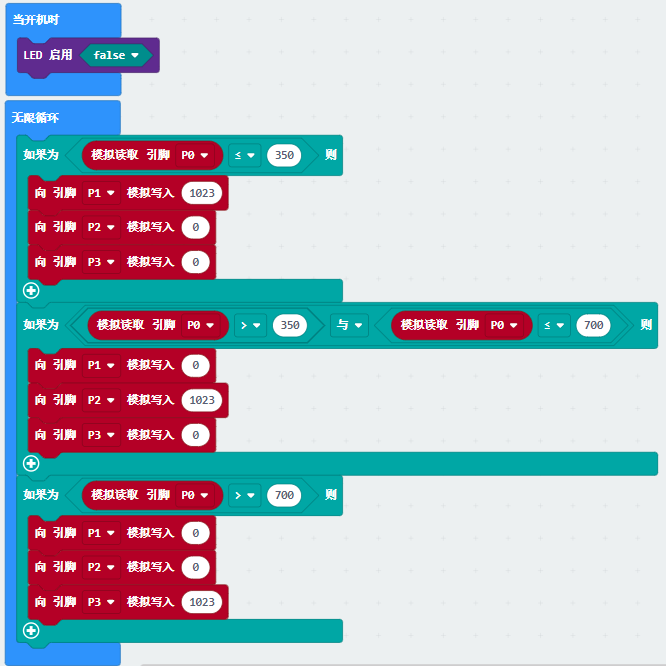 当开机时
LED 启用 false
无限循环
如果为 模拟读取 引脚 P0 ≤ 350 则
向 引脚 P1 模拟写入 1023
向 引脚 P2 模拟写入 0
向 引脚 P3 模拟写入 0
如果为 模拟读取 引脚 P0 > 350 与 模拟读取 引脚 P0 ≤ 700 则
向 引脚 P1 模拟写入 0
向 引脚 P2 模拟写入 1023
向 引脚 P3 模拟写入 0
如果为 模拟读取 引脚 P0 > 700 则
向 引脚 P1 模拟写入 0
向 引脚 P2 模拟写入 0
向 引脚 P3 模拟写入 1023